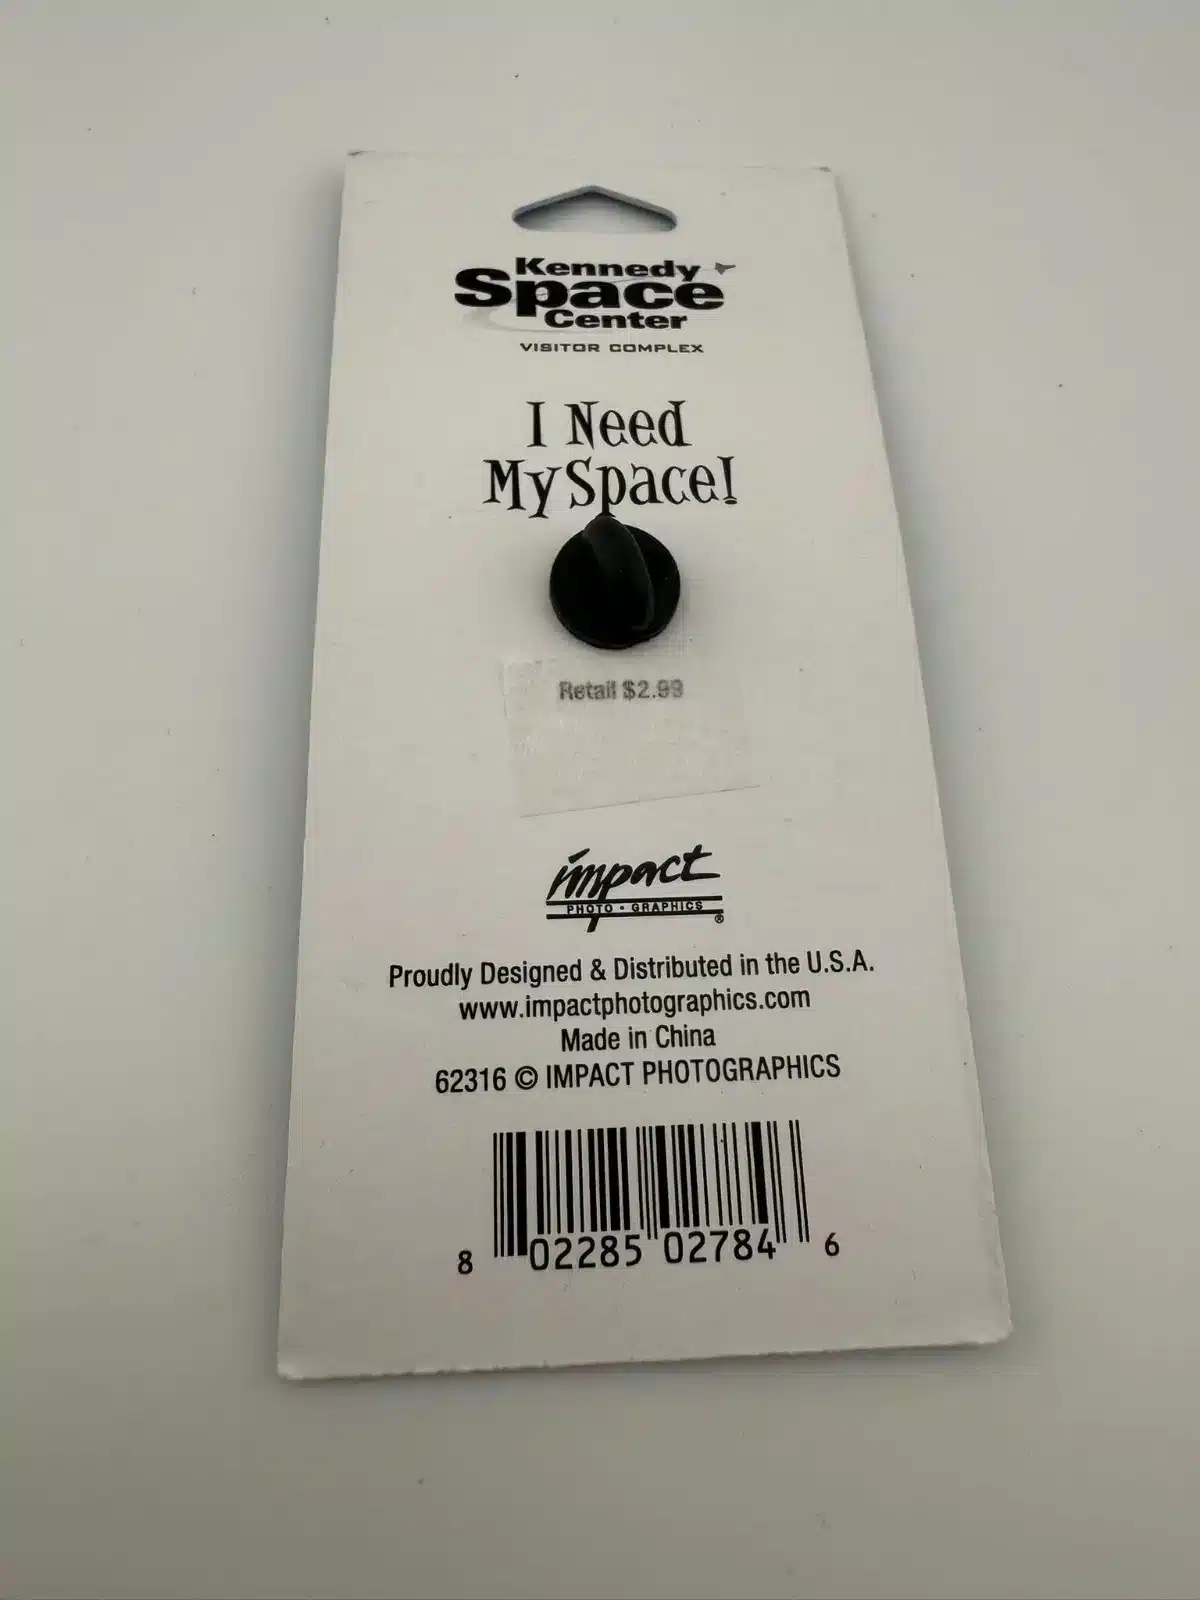 Kennedy
Space
Center
VISITOR COMPLEX
I Need
My Space!
Retail $2.99
impact
PHOTO • GRAPHICS
®
Proudly Designed & Distributed in the U.S.A.
www.impactphotographics.com
Made in China
62316 © IMPACT PHOTOGRAPHICS
8 02285 02784 6